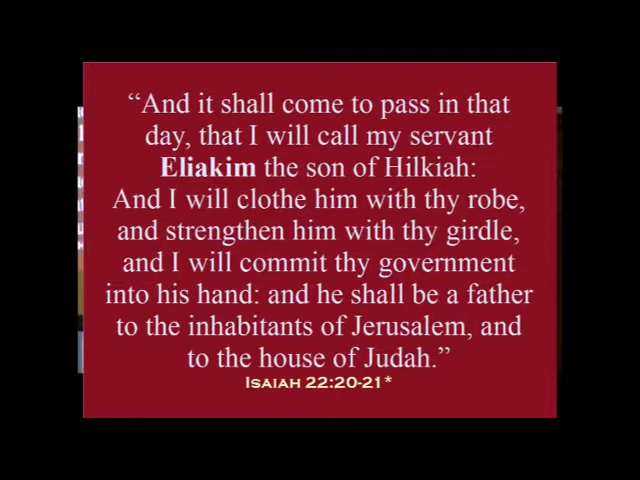 “And it shall come to pass in that
day, that I will call my servant
Eliakim the son of Hilkiah:
And I will clothe him with thy robe,
and strengthen him with thy girdle,
and I will commit thy government
into his hand: and he shall be a father
to the inhabitants of Jerusalem, and
to the house of Judah.”
Isaiah 22:20-21*